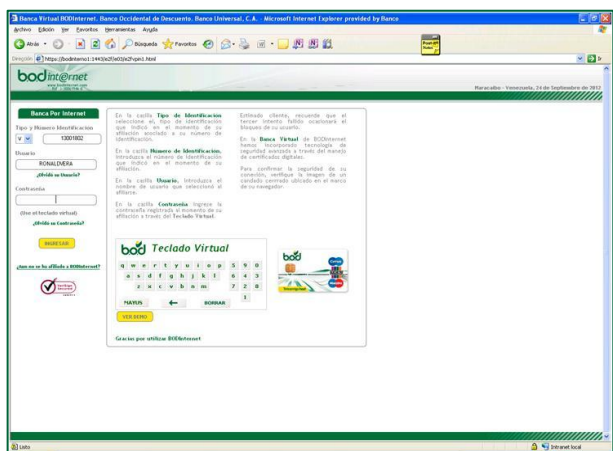 Banca Virtual BODinternet. Banco Occidental de Descuento. Banco Universal, C.A. - Microsoft Internet Explorer provided by Banco
Archivo Edición Ver Favoritos Herramientas Ayuda
Atrás Búsqueda Favoritos
Dirección https://bodinterno1:1443/e2f/e03/e2fvpin1.html Ir
bodint@rnet
Maracaibo - Venezuela, 24 de Septiembre de 2012
Banca Por Internet
Tipo y Número Identificación
V 13001802
Usuario
RONALDVERA
¿Olvidó su Usuario?
Contraseña
(Use el teclado virtual)
¿Olvidó su Contraseña?
INGRESAR
¿Aun no se ha afiliado a BODinternet?
En la casilla Tipo de Identificación
seleccione el tipo de identificación
que indicó en el momento de su
afiliación asociado a su número de
identificación.
En la casilla Número de Identificación,
introduzca el número de Identificación
que indicó en el momento de su
afiliación.
En la casilla Usuario, introduzca el
nombre de usuario que seleccionó al
afiliarse.
En la casilla Contraseña ingrese la
contraseña registrada al momento de su
afiliación a través del Teclado Virtual.
Estimado cliente, recuerde que el
tercer intento fallido ocasionará el
bloqueo de su usuario.
En la Banca Virtual de BODinternet
hemos incorporado tecnología de
seguridad avanzada a través del manejo
de certificados digitales.
Para confirmar la seguridad de su
conexión, verifique la imagen de un
candado cerrado ubicado en el marco
de su navegador.
bod Teclado Virtual
q w e r t y u i o p 5 9 0
a s d f g h j k l 6 4 3
z x c v b n m 7 2 8
1
MAYUS BORRAR
bod
VER DEMO
Gracias por utilizar BODinternet
Listo Intranet local